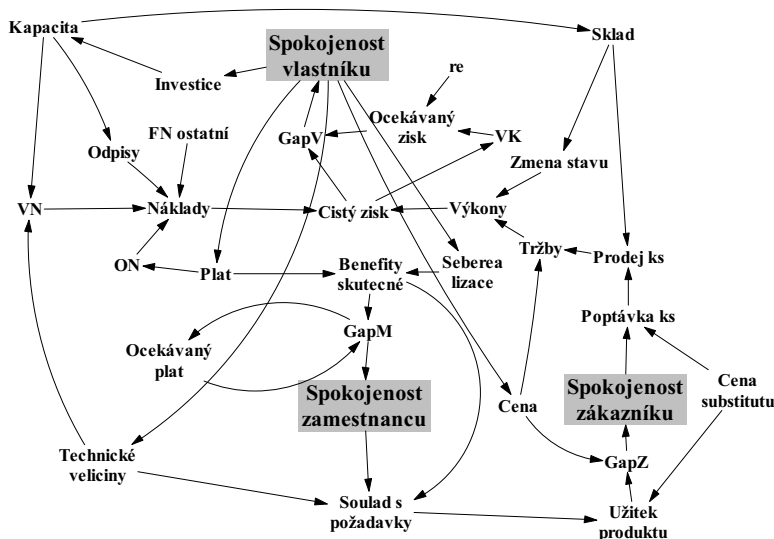 Kapacita
Sklad
Spokojenost
vlastníku
re
Investice
Ocekávaný
zisk
FN ostatní
GapV
VK
Odpisy
Zmena stavu
VN
Náklady
Cistý zisk
Výkony
Tržby
Prodej ks
ON
Plat
Benefity
skutecné
Seberea
lizace
Poptávka ks
GapM
Ocekávaný
plat
Spokojenost
zamestnancu
Cena
Spokojenost
zákazníku
Cena
substitutu
Technické
veliciny
GapZ
Soulad s
požadavky
Užitek
produktu